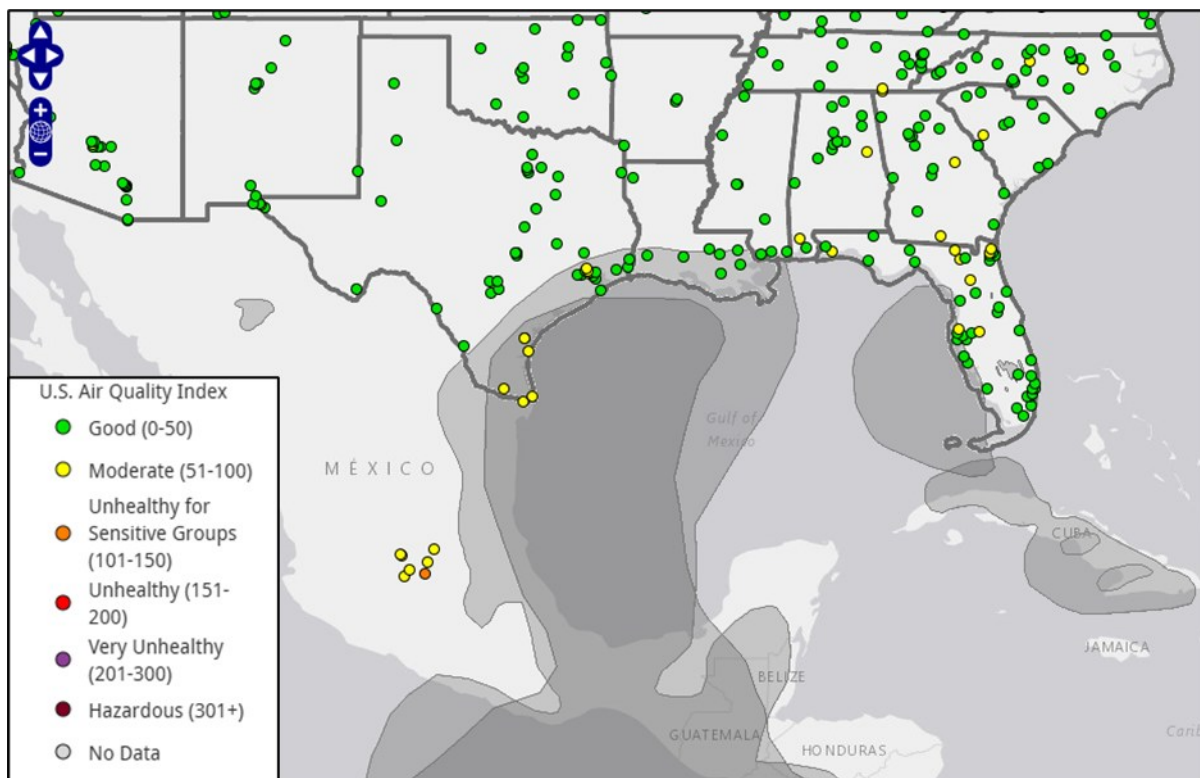 Gulf of
Mexico
MÉXICO
U.S. Air Quality Index
Good (0-50)
Moderate (51-100)
Unhealthy for
Sensitive Groups
(101-150)
Unhealthy (151-
200)
Very Unhealthy
(201-300)
Hazardous (301+)
No Data
CUBA
JAMAICA
BELIZE
GUATEMALA
HONDURAS
Carib